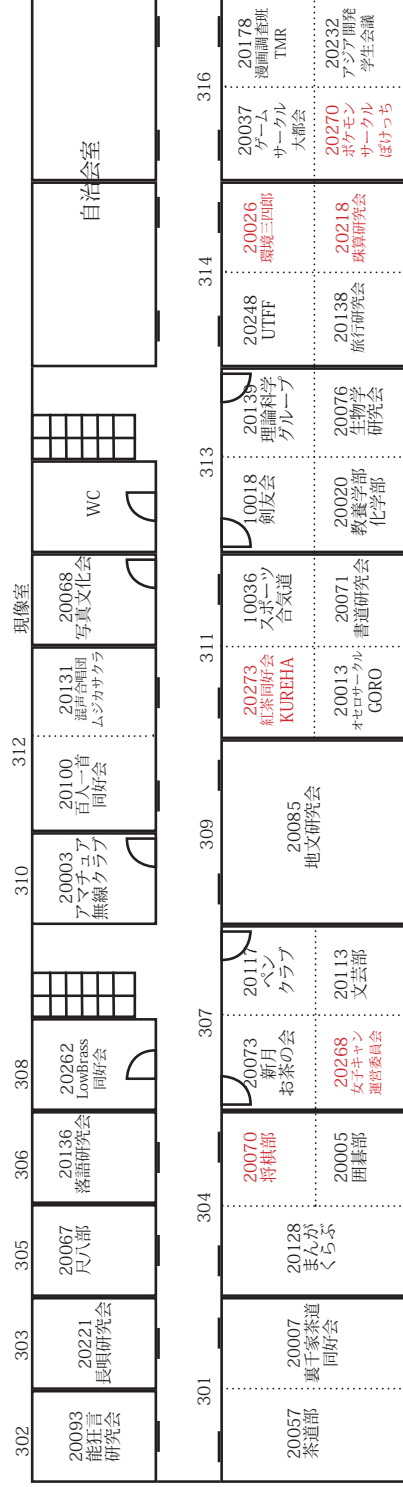 302
20093
能狂言
研究会
303
20221
長唄研究会
305
20067
尺八部
306
20136
落語研究会
308
20262
LowBrass
同好会
310
20003
アマチュア
無線クラブ
312
20100
百人一首
同好会
20131
混声合唱団
ムジカサクラ
現像室
20068
写真文化会
WC
自治会室
301
20057
茶道部
20007
裏千家茶道
同好会
304
20128
まんが
くらぶ
20070
将棋部
20005
囲碁部
307
20073
新月
お茶の会
20117
ペン
クラブ
20268
女子キャン
運営委員会
20113
文芸部
309
20085
地文研究会
311
20273
紅茶同好会
KUREHA
10036
スポーツ
合気道
20013
オセロサークル
GORO
20071
書道研究会
313
10018
剣友会
20139
理論科学
グループ
20020
教養学部
化学部
20076
生物学
研究会
314
20248
UTFF
20026
環境三四郎
20138
旅行研究会
20218
珠算研究会
316
20037
ゲーム
サークル
大都会
20178
漫画調査班
TMR
20270
ポケモン
サークル
ぽけっち
20232
アジア開発
学生会議